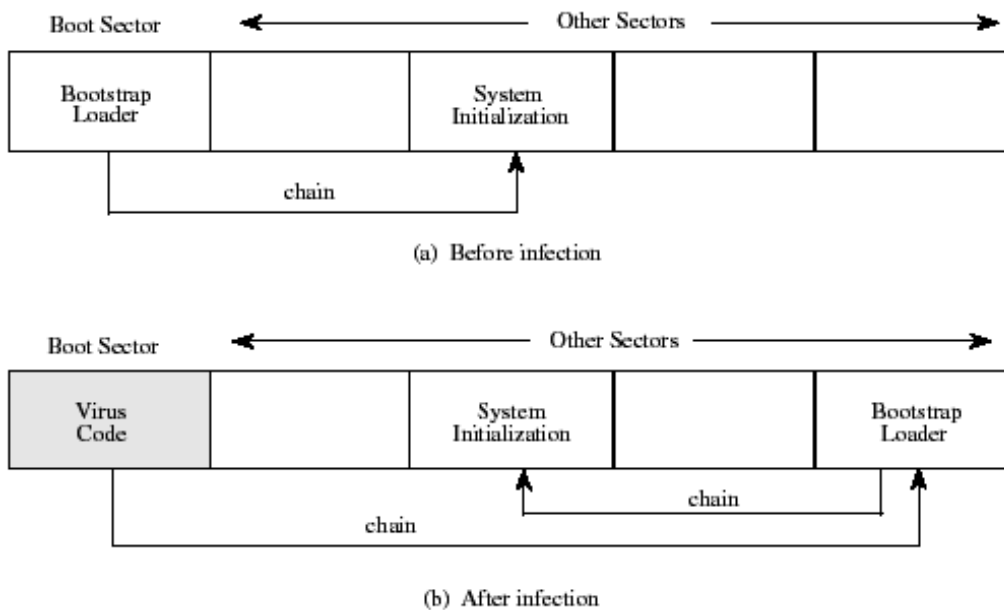 Boot Sector
Other Sectors
Bootstrap
Loader
System
Initialization
chain
(a) Before infection
Boot Sector
Other Sectors
Virus
Code
System
Initialization
Bootstrap
Loader
chain
chain
(b) After infection